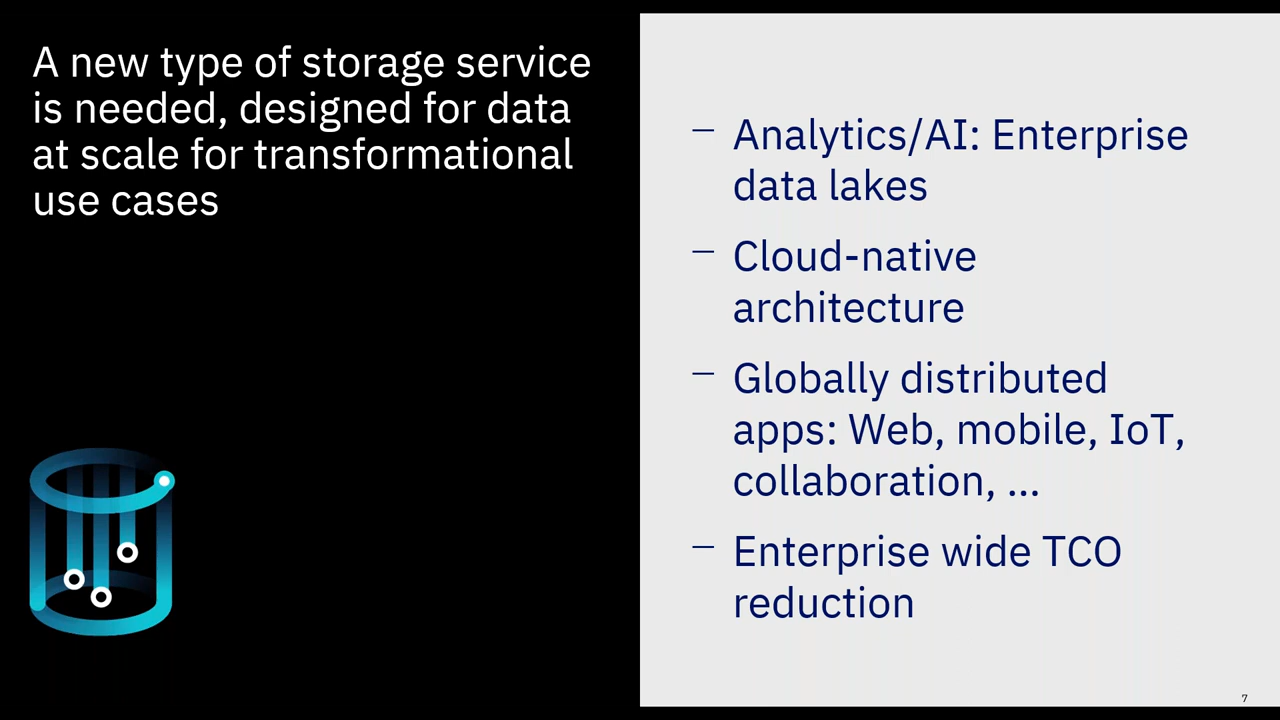 A new type of storage service
is needed, designed for data
at scale for transformational
use cases
– Analytics/AI: Enterprise
data lakes
– Cloud-native
architecture
– Globally distributed
apps: Web, mobile, IoT,
collaboration, ...
– Enterprise wide TCO
reduction
7